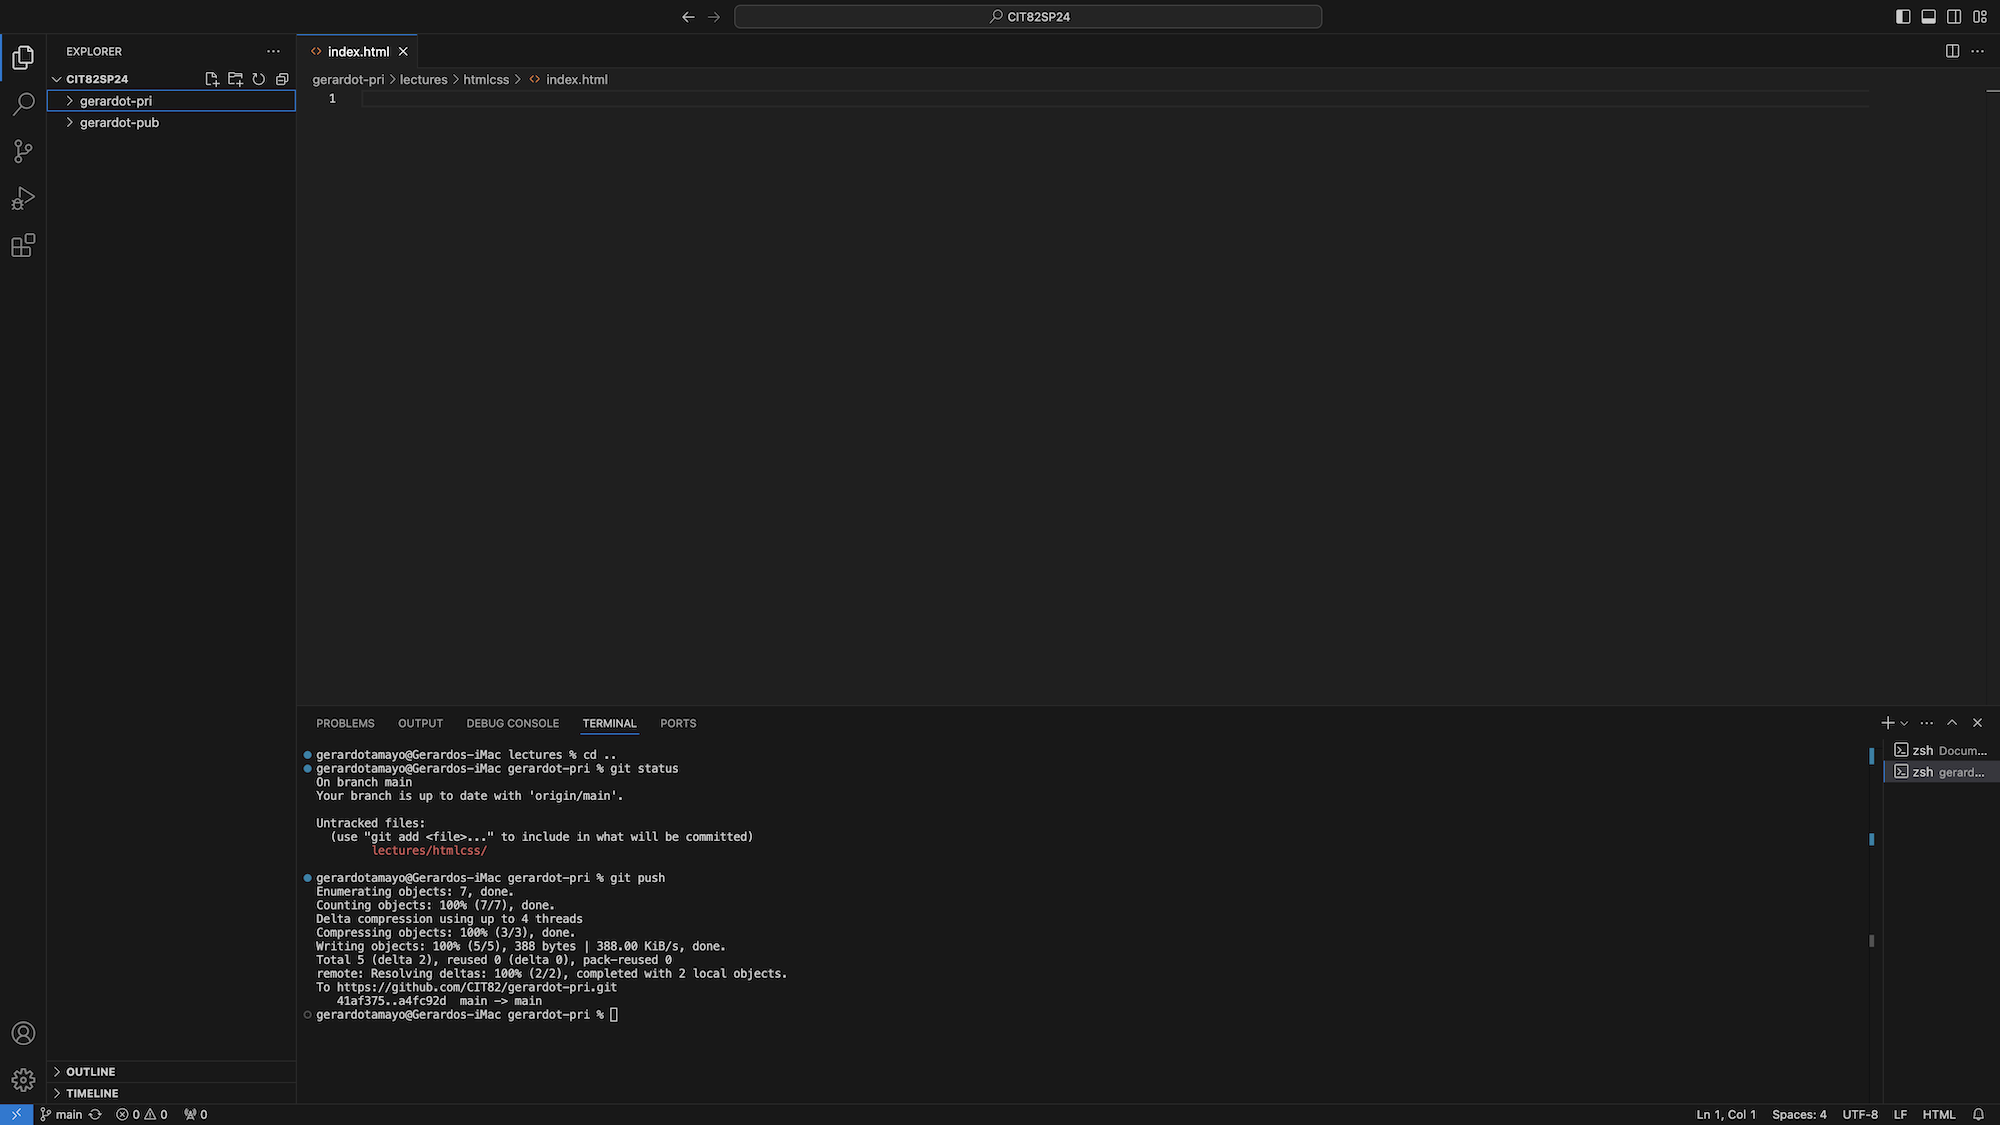 CIT82SP24
EXPLORER
CIT82SP24
gerardot-pri
gerardot-pub
index.html
gerardot-pri > lectures > htmlcss > <> index.html
1
PROBLEMS OUTPUT DEBUG CONSOLE TERMINAL PORTS
gerardotamayo@Gerardos-iMac lectures % cd ..
gerardotamayo@Gerardos-iMac gerardot-pri % git status
On branch main
Your branch is up to date with 'origin/main'.
Untracked files:
(use "git add <file>..." to include in what will be committed)
lectures/htmlcss/
gerardotamayo@Gerardos-iMac gerardot-pri % git push
Enumerating objects: 7, done.
Counting objects: 100% (7/7), done.
Delta compression using up to 4 threads
Compressing objects: 100% (3/3), done.
Writing objects: 100% (5/5), 388 bytes | 388.00 KiB/s, done.
Total 5 (delta 2), reused 0 (delta 0), pack-reused 0
remote: Resolving deltas: 100% (2/2), completed with 2 local objects.
To https://github.com/CIT82/gerardot-pri.git
41af375..a4fc92d  main -> main
gerardotamayo@Gerardos-iMac gerardot-pri %
zsh Docum...
zsh gerard...
OUTLINE
TIMELINE
main 0 0 0
Ln 1, Col 1 Spaces: 4 UTF-8 LF HTML